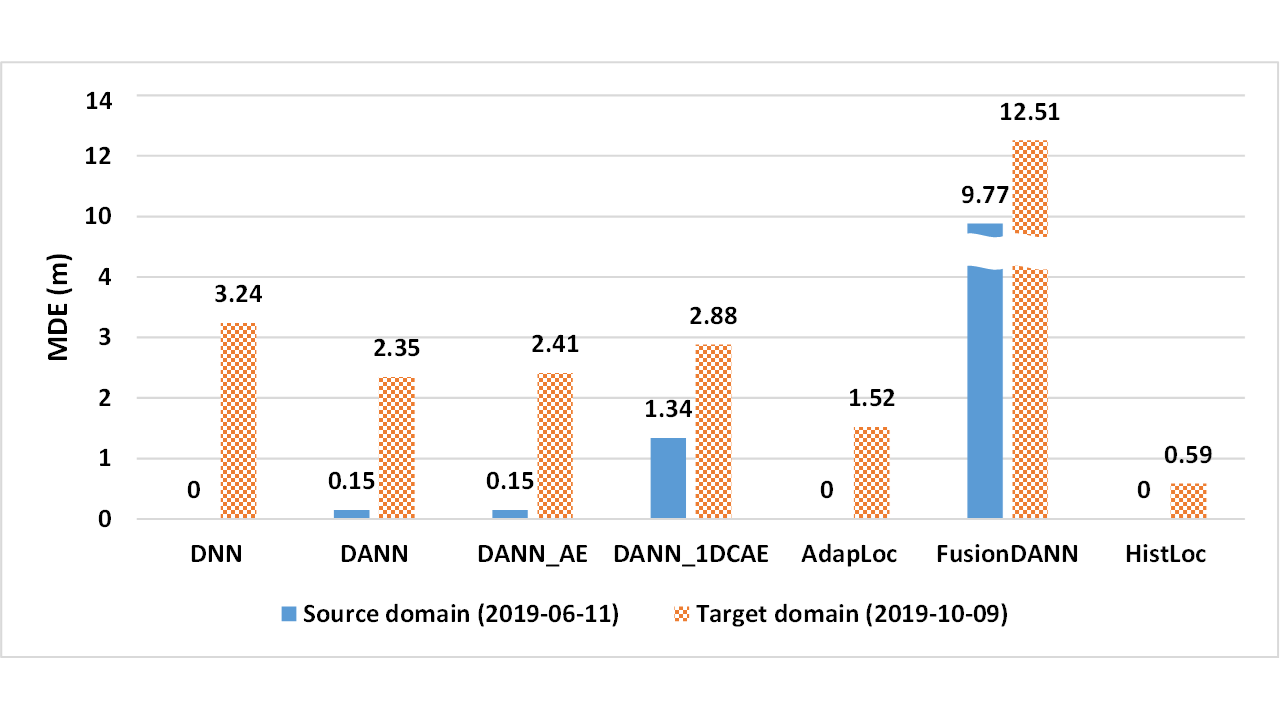 14
12
10
4
3
2
1
0
MDE (m)
0
3.24
0.15
2.35
0.15
2.41
1.34
2.88
0
1.52
9.77
12.51
0
0.59
DNN
DANN
DANN_AE
DANN_1DCAE
AdapLoc
FusionDANN
HistLoc
Source domain (2019-06-11)
Target domain (2019-10-09)